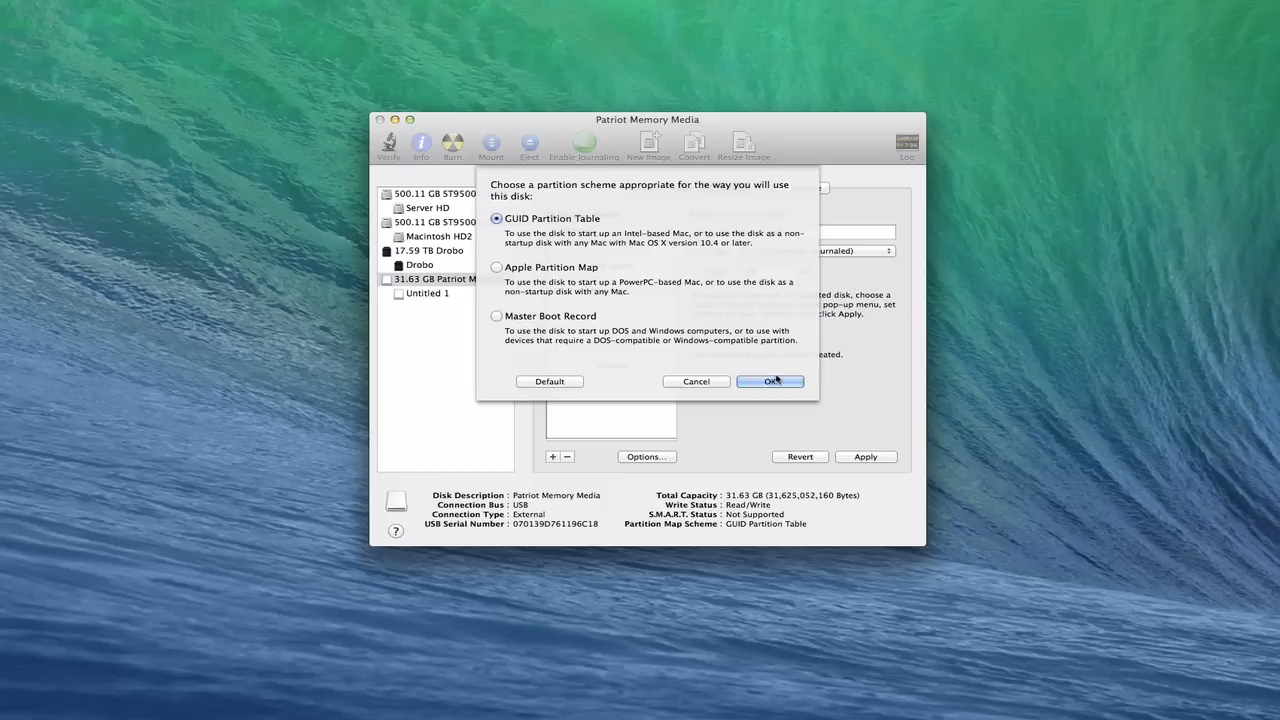 Patriot Memory Media
Verify Info Burn Mount Eject Enable Journaling New Image Convert Resize Image Log
500.11 GB ST9500
Server HD
500.11 GB ST9500
Macintosh HD2
17.59 TB Drobo
Drobo
31.63 GB Patriot M
Untitled 1
Choose a partition scheme appropriate for the way you will use
this disk:
GUID Partition Table
To use the disk to start up an Intel-based Mac, or to use the disk as a non-
startup disk with any Mac with Mac OS X version 10.4 or later.
Apple Partition Map
To use the disk to start up a PowerPC-based Mac, or to use the disk as a
non-startup disk with any Mac.
Master Boot Record
To use the disk to start up DOS and Windows computers, or to use with
devices that require a DOS-compatible or Windows-compatible partition.
Default Cancel OK
urnaled)
ted disk, choose a
pop-up menu, set
click Apply.
eated.
+ − Options... Revert Apply
Disk Description : Patriot Memory Media
Connection Bus : USB
Connection Type : External
USB Serial Number : 070139D761196C18
Total Capacity : 31.63 GB (31,625,052,160 Bytes)
Write Status : Read/Write
S.M.A.R.T. Status : Not Supported
Partition Map Scheme : GUID Partition Table
?